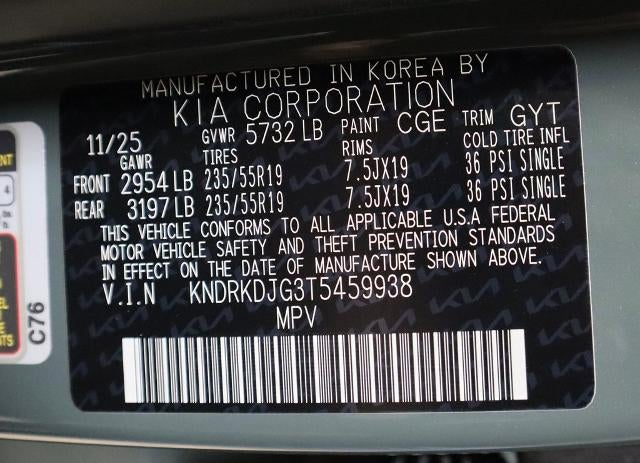 MANUFACTURED IN KOREA BY
KIA CORPORATION
11/25 GVWR 5732 LB PAINT CGE TRIM GYT
GAWR TIRES RIMS COLD TIRE INFL
FRONT 2954 LB 235/55R19 7.5JX19 36 PSI SINGLE
REAR 3197 LB 235/55R19 7.5JX19 36 PSI SINGLE
THIS VEHICLE CONFORMS TO ALL APPLICABLE U.S.A FEDERAL
MOTOR VEHICLE SAFETY AND THEFT PREVENTION STANDARDS
IN EFFECT ON THE DATE OF MANUFACTURE SHOWN ABOVE.
V.I.N KNDRKDJG3T5459938
MPV
4
C76